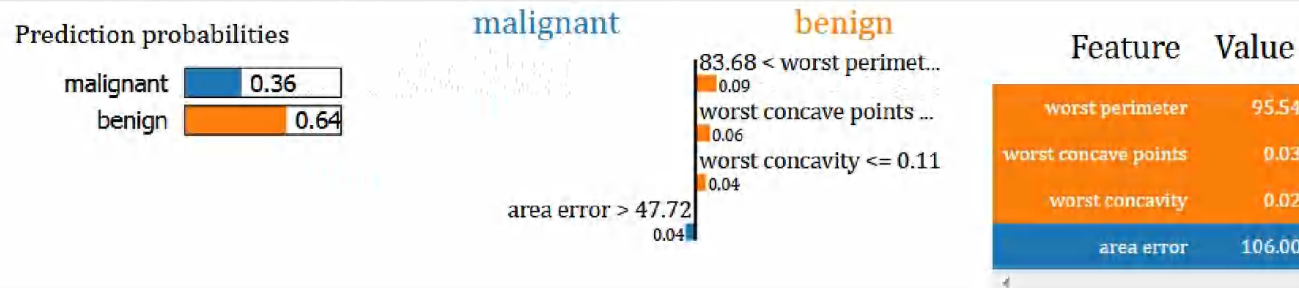 Prediction probabilities
malignant 0.36
benign 0.64
malignant benign
83.68 < worst perimet...
0.09
worst concave points ...
0.06
worst concavity <= 0.11
0.04
area error > 47.72
0.04
Feature Value
worst perimeter 95.54
worst concave points 0.03
worst concavity 0.02
area error 106.00